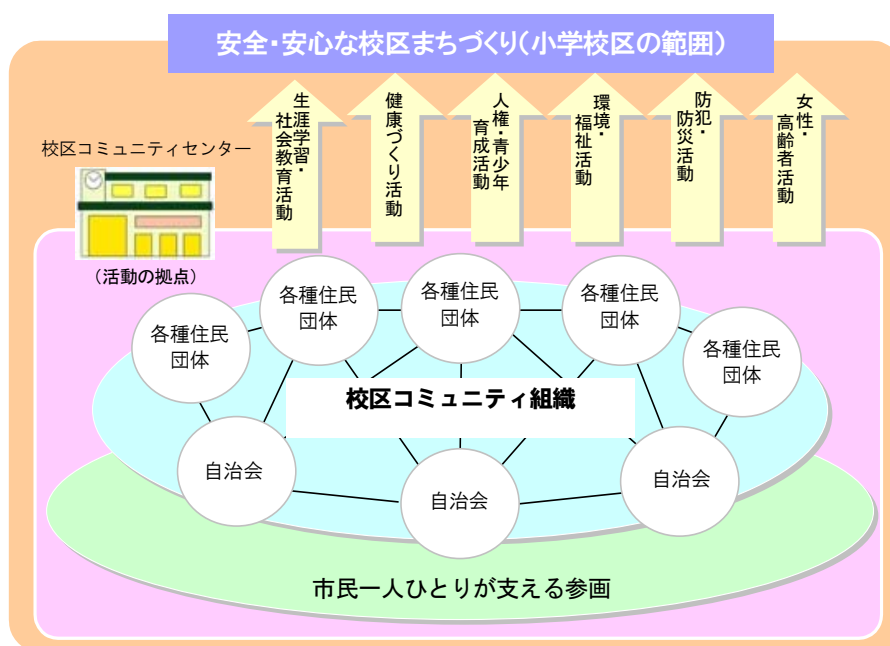 安全・安心な校区まちづくり(小学校区の範囲)
生涯学習・
社会教育活動
健康づくり活動
人権・青少年
育成活動
環境・
福祉活動
防犯・
防災活動
女性・
高齢者活動
校区コミュニティセンター
(活動の拠点)
各種住民
団体
各種住民
団体
各種住民
団体
各種住民
団体
各種住民
団体
校区コミュニティ組織
自治会
自治会
自治会
市民一人ひとりが支える参画